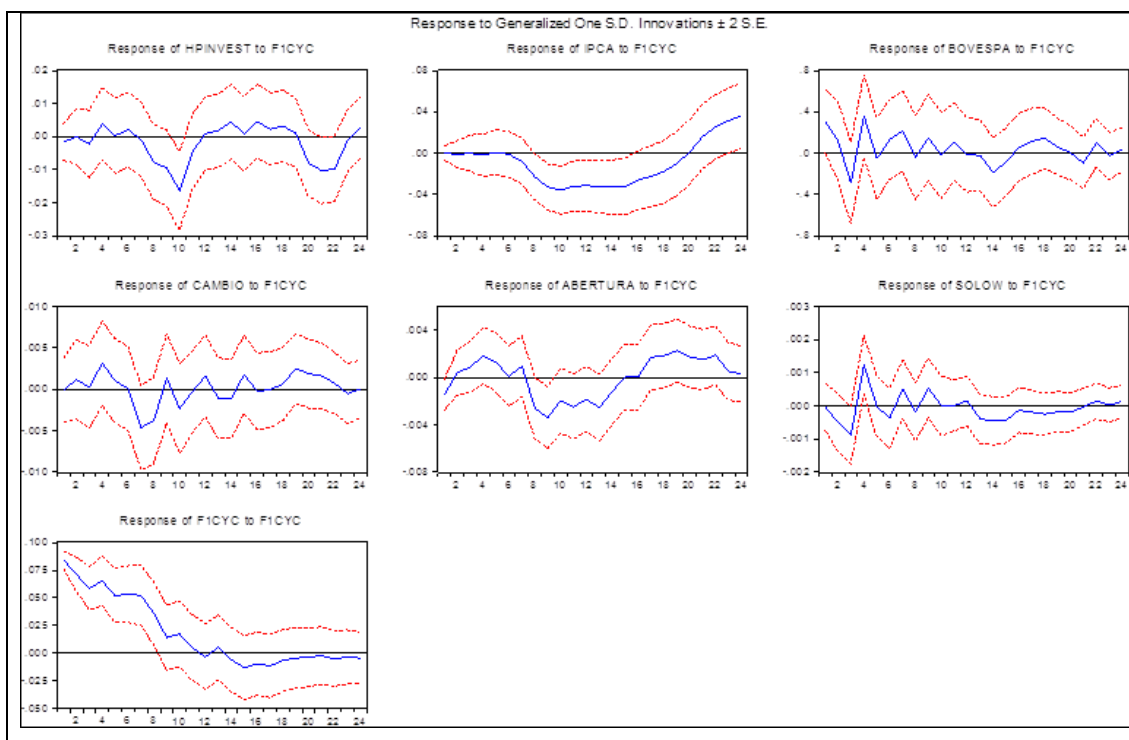 Response to Generalized One S.D. Innovations ± 2 S.E.
Response of HPINVEST to F1CYC
.02
.01
.00
-.01
-.02
-.03
2 4 6 8 10 12 14 16 18 20 22 24
Response of IPCA to F1CYC
.08
.04
.00
-.04
-.08
2 4 6 8 10 12 14 16 18 20 22 24
Response of BOVESPA to F1CYC
.8
.4
.0
-.4
-.8
2 4 6 8 10 12 14 16 18 20 22 24
Response of CAMBIO to F1CYC
.010
.005
.000
-.005
-.010
2 4 6 8 10 12 14 16 18 20 22 24
Response of ABERTURA to F1CYC
.004
.000
-.004
-.008
2 4 6 8 10 12 14 16 18 20 22 24
Response of SOLOW to F1CYC
.003
.002
.001
.000
-.001
-.002
2 4 6 8 10 12 14 16 18 20 22 24
Response of F1CYC to F1CYC
.100
.075
.050
.025
.000
-.025
-.050
2 4 6 8 10 12 14 16 18 20 22 24